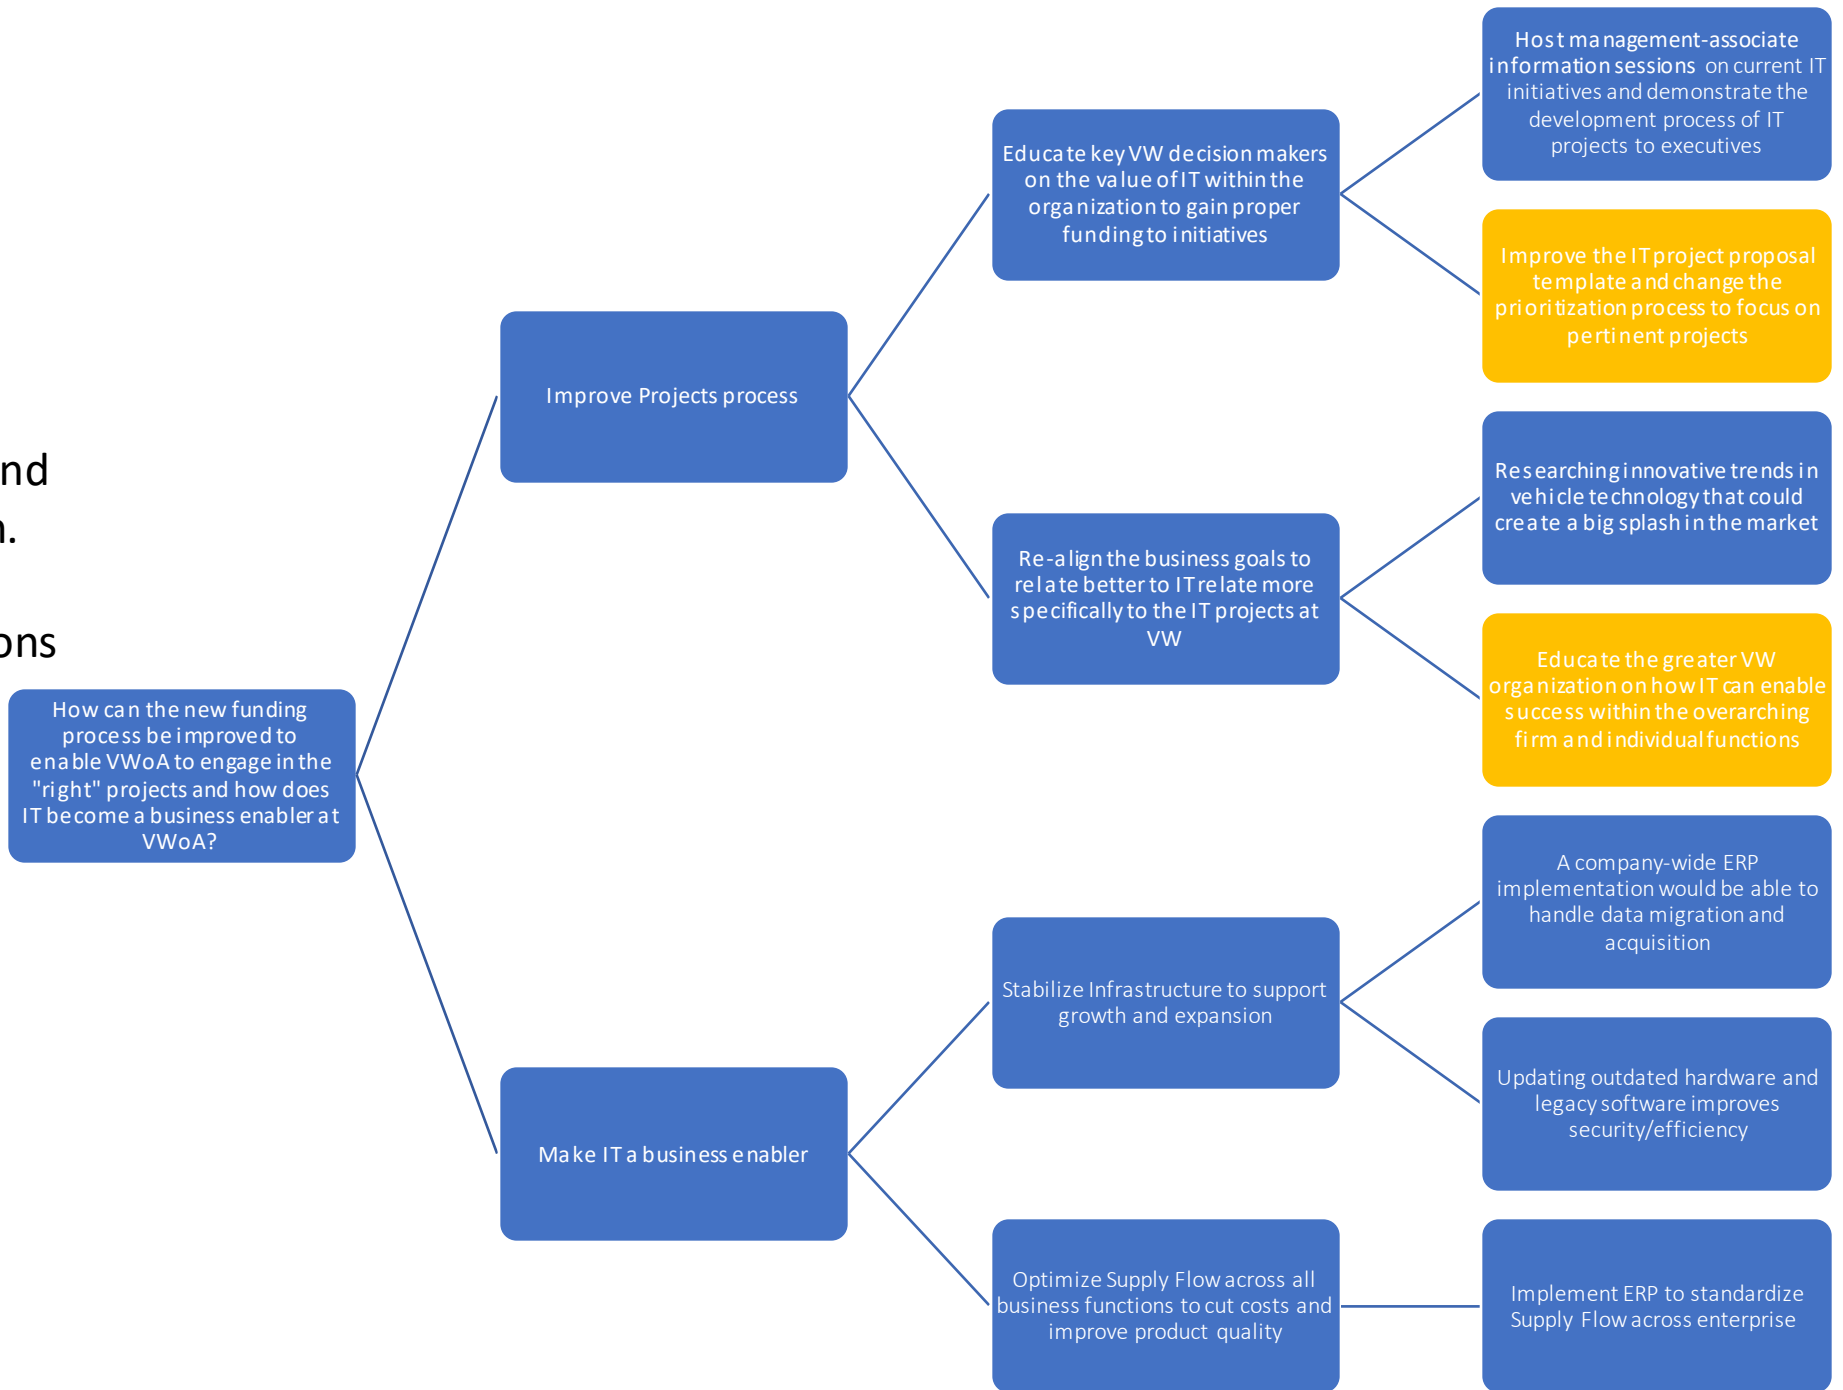 nd
n.
ons
How can the new funding
process be improved to
enable VWoA to engage in the
"right" projects and how does
IT become a business enabler at
VWoA?
Improve Projects process
Make IT a business enabler
Educate key VW decision makers
on the value of IT within the
organization to gain proper
funding to initiatives
Re-align the business goals to
relate better to IT relate more
specifically to the IT projects at
VW
Stabilize Infrastructure to support
growth and expansion
Optimize Supply Flow across all
business functions to cut costs and
improve product quality
Host management-associate
information sessions on current IT
initiatives and demonstrate the
development process of IT
projects to executives
Improve the IT project proposal
template and change the
prioritization process to focus on
pertinent projects
Researching innovative trends in
vehicle technology that could
create a big splash in the market
Educate the greater VW
organization on how IT can enable
success within the overarching
firm and individual functions
A company-wide ERP
implementation would be able to
handle data migration and
acquisition
Updating outdated hardware and
legacy software improves
security/efficiency
Implement ERP to standardize
Supply Flow across enterprise